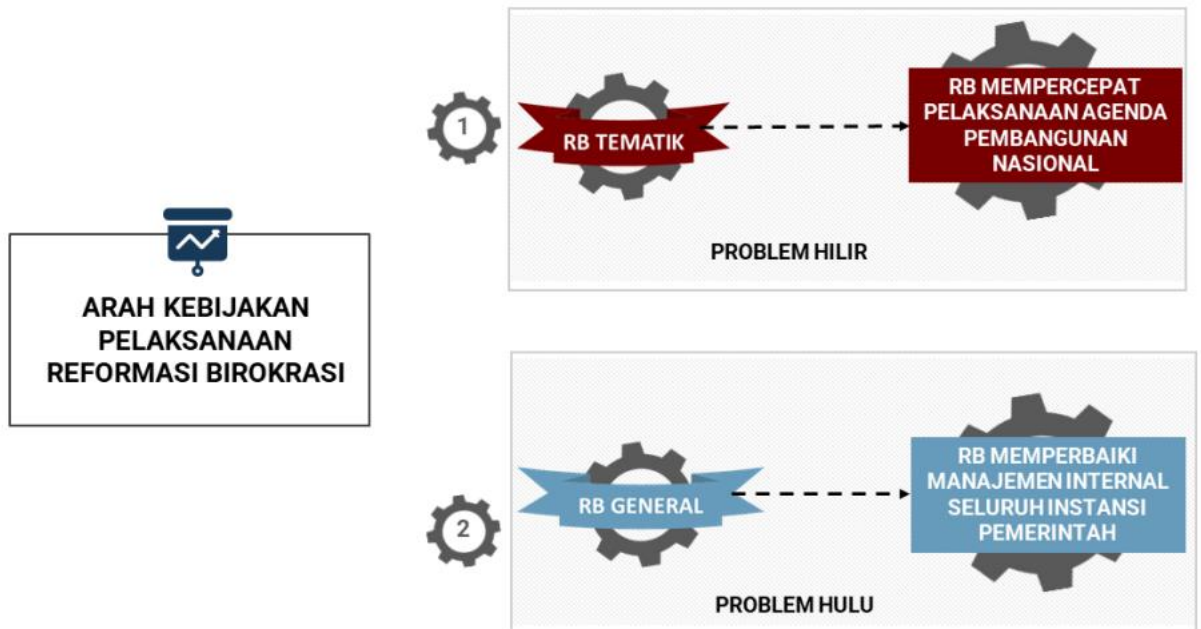 ARAH KEBIJAKAN
PELAKSANAAN
REFORMASI BIROKRASI
1
RB TEMATIK
RB MEMPERCEPAT
PELAKSANAAN AGENDA
PEMBANGUNAN
NASIONAL
PROBLEM HILIR
2
RB GENERAL
RB MEMPERBAIKI
MANAJEMEN INTERNAL
SELURUH INSTANSI
PEMERINTAH
PROBLEM HULU